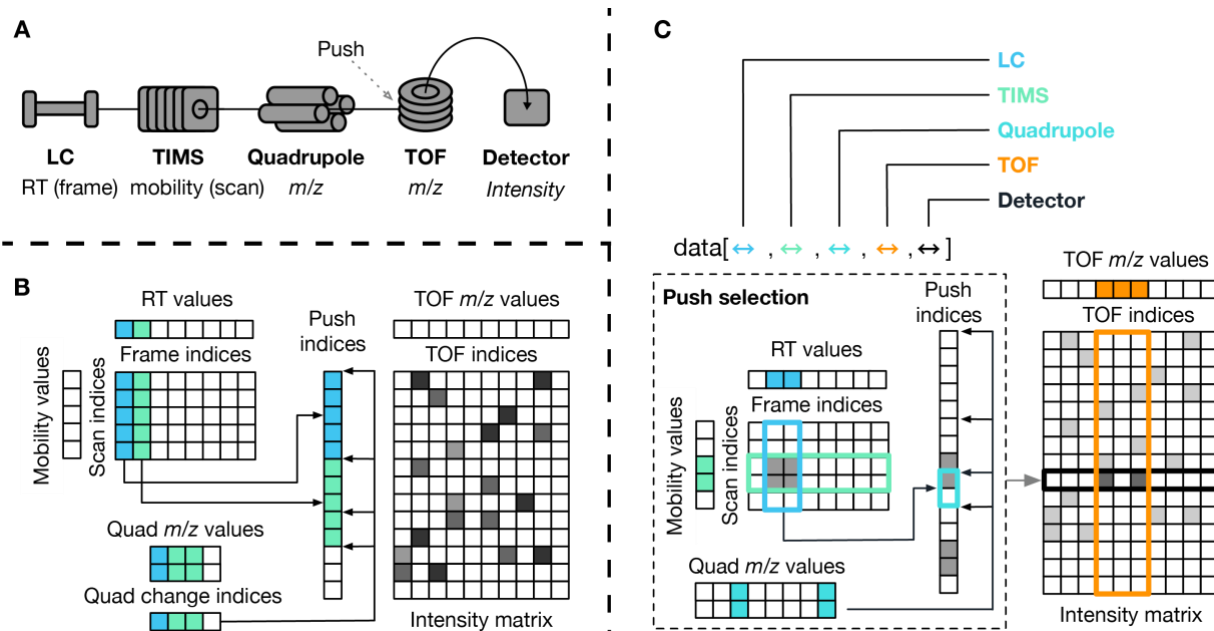 A
Push
LC
TIMS
Quadrupole
TOF
Detector
RT (frame)
mobility (scan)
m/z
m/z
Intensity
B
RT values
Frame indices
Mobility values
Scan indices
Push
indices
TOF m/z values
TOF indices
Quad m/z values
Quad change indices
Intensity matrix
C
LC
TIMS
Quadrupole
TOF
Detector
data[↔ , ↔ , ↔ , ↔ , ↔]
Push selection
Push
indices
RT values
Frame indices
Mobility values
Scan indices
Quad m/z values
TOF m/z values
TOF indices
Intensity matrix